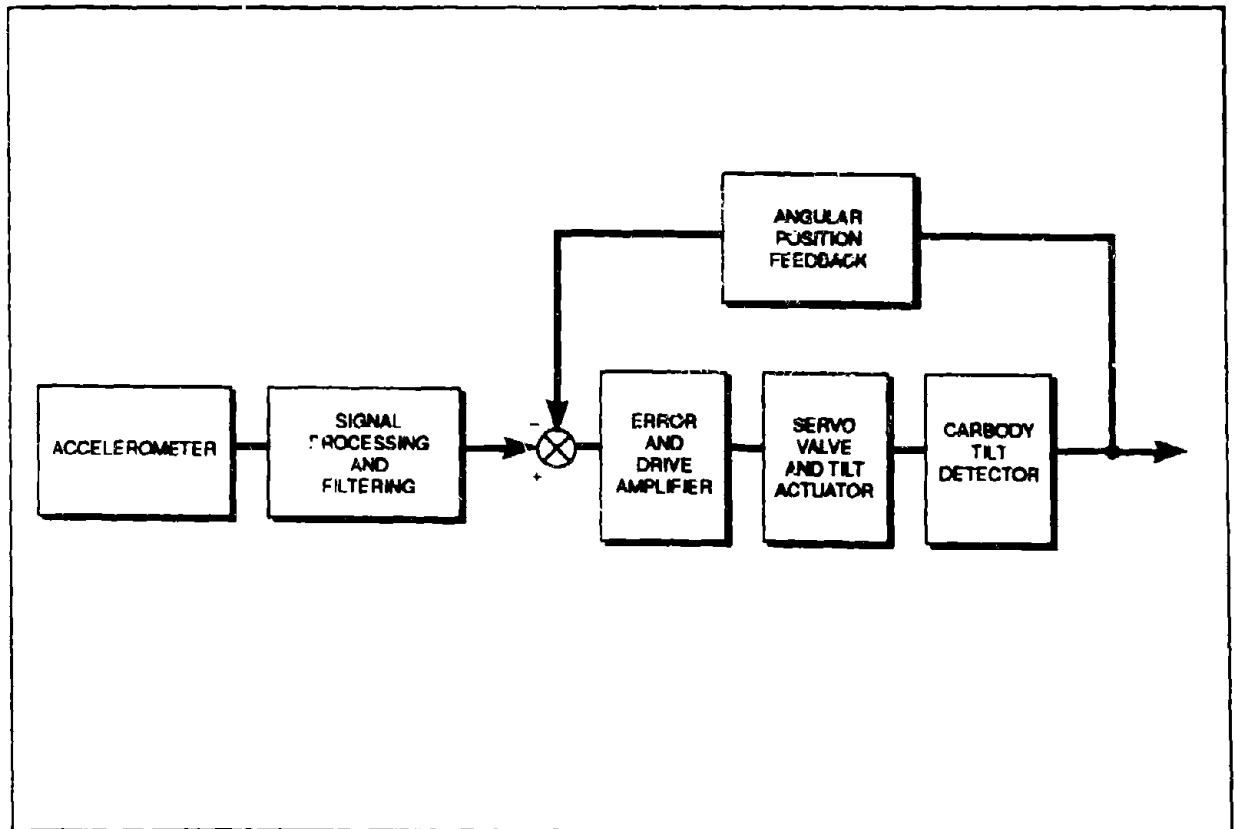 ANGULAR
POSITION
FEEDBACK
ACCELEROMETER
SIGNAL
PROCESSING
AND
FILTERING
−
+
ERROR
AND
DRIVE
AMPLIFIER
SERVO
VALVE
AND TILT
ACTUATOR
CARBODY
TILT
DETECTOR